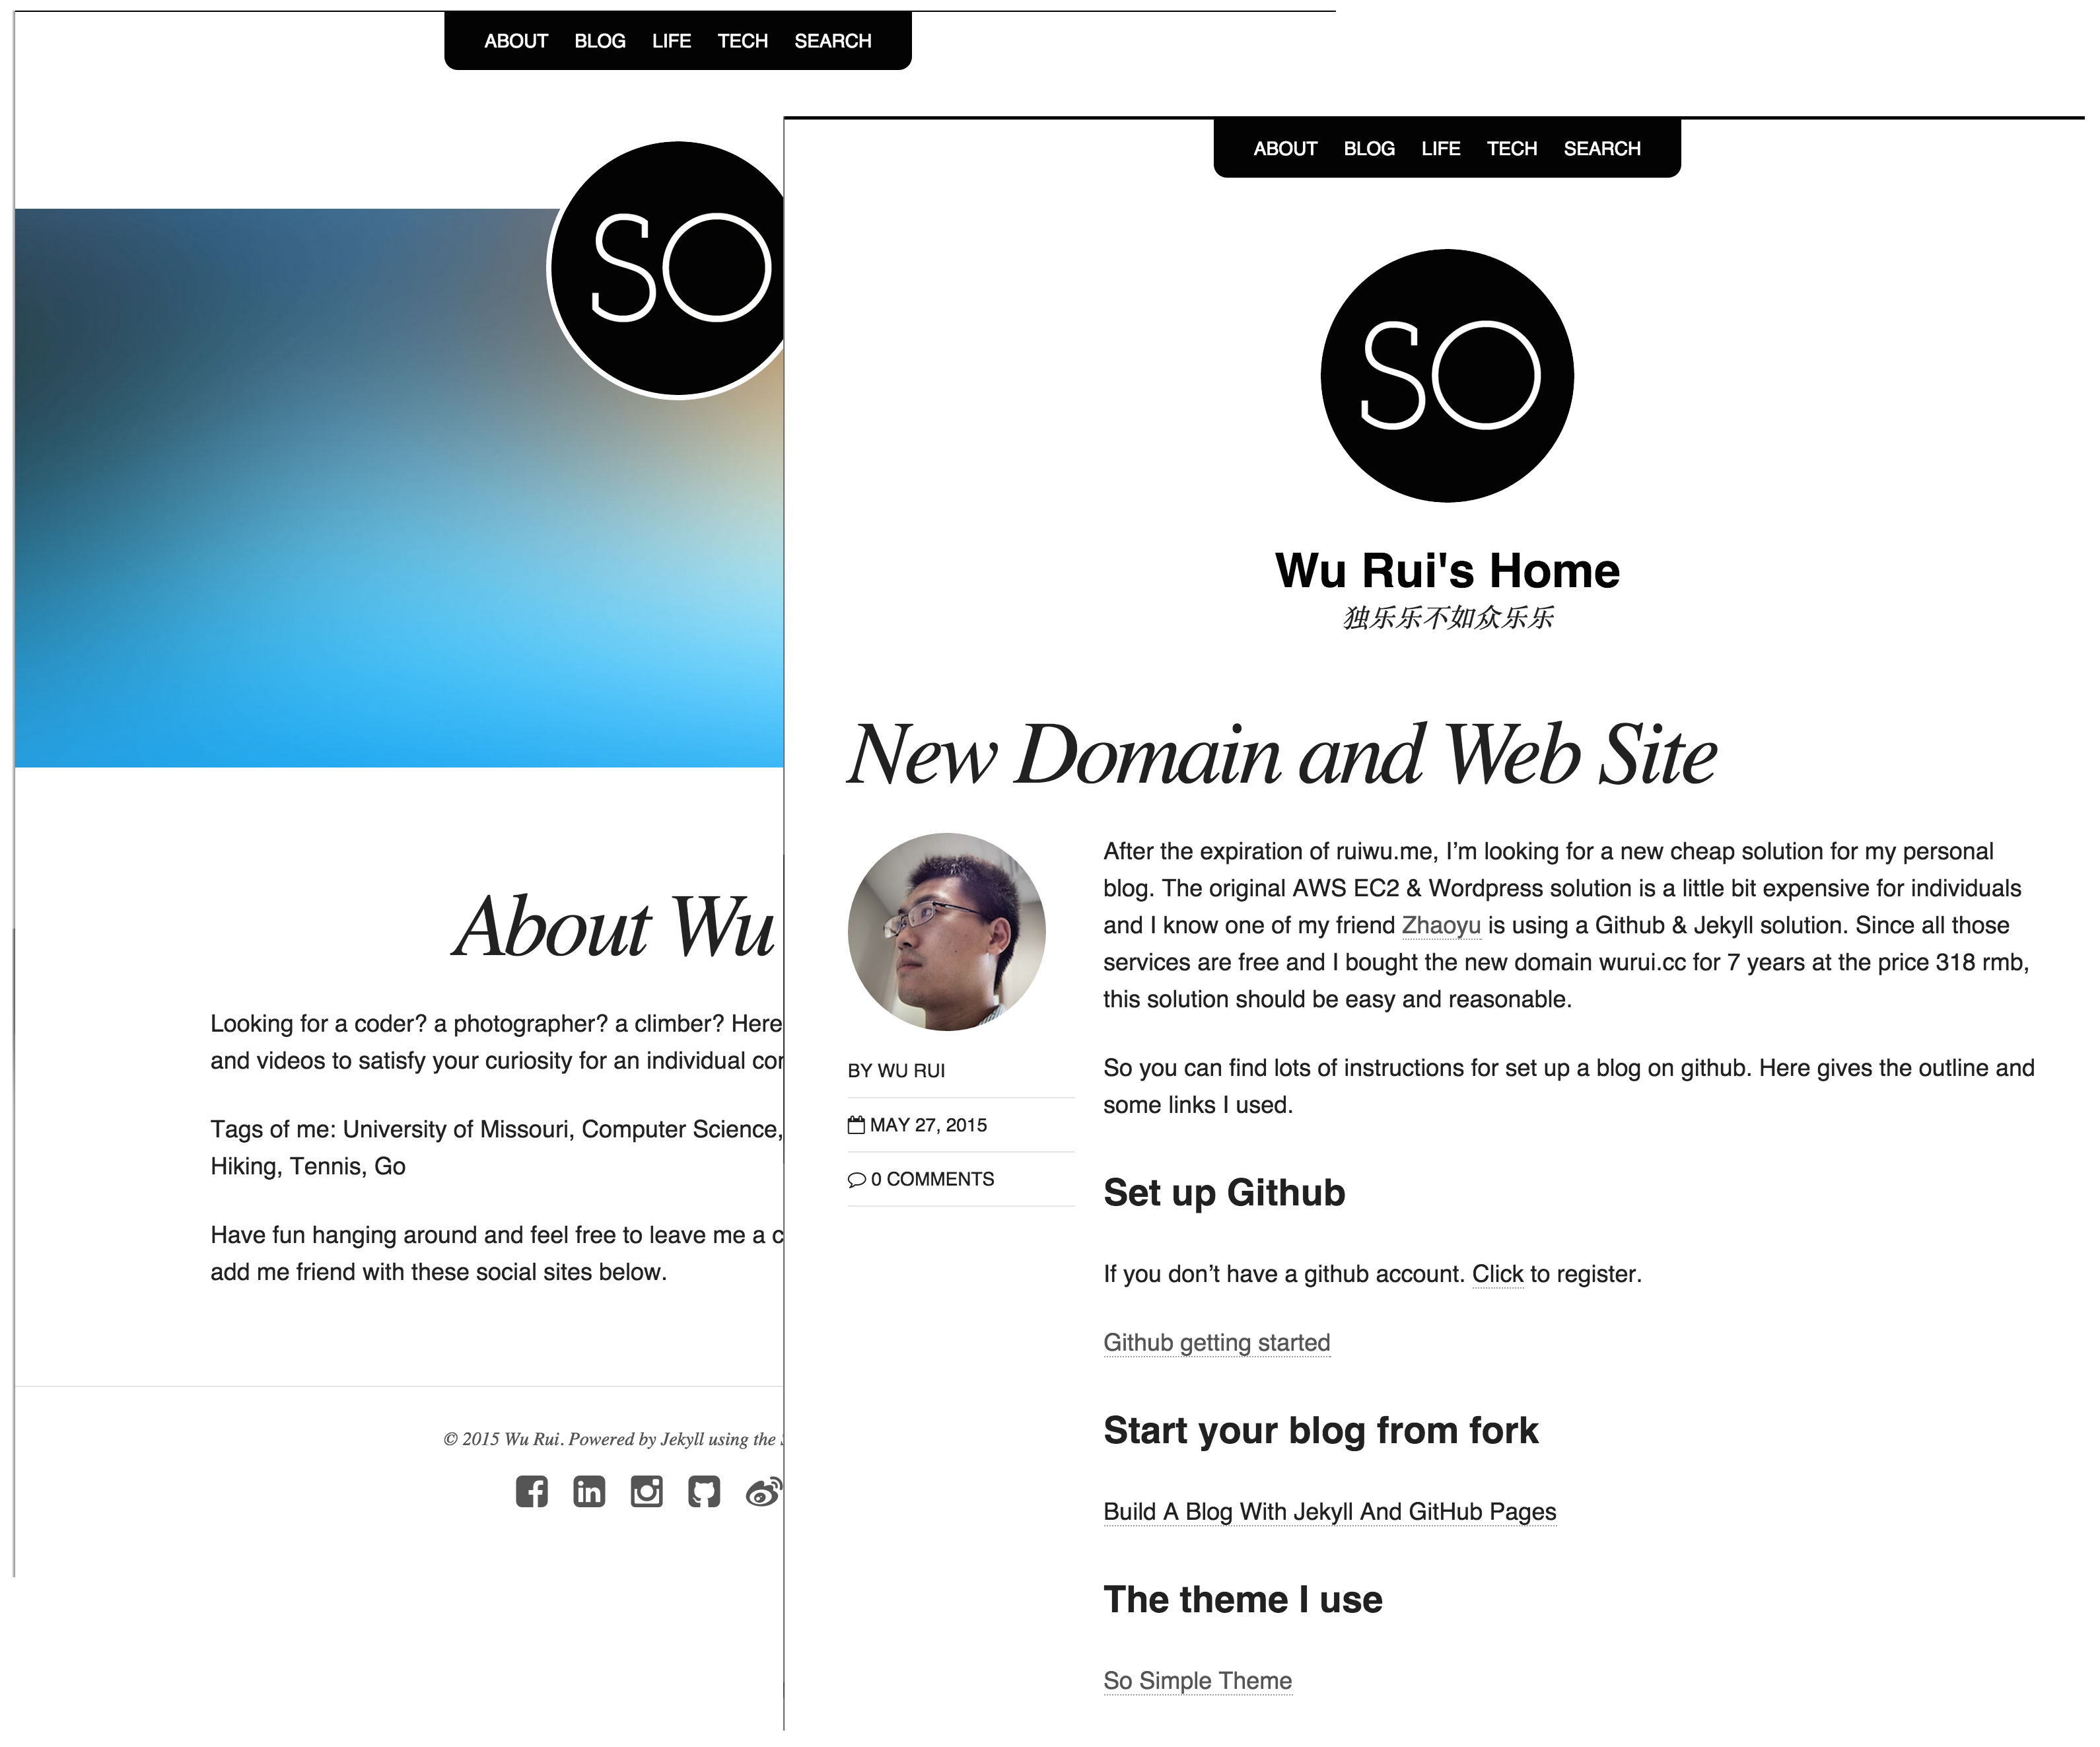 ABOUT BLOG LIFE TECH SEARCH
SO
About Wu
Looking for a coder? a photographer? a climber? Here
and videos to satisfy your curiosity for an individual
Tags of me: University of Missouri, Computer Science,
Hiking, Tennis, Go
Have fun hanging around and feel free to leave me a
add me friend with these social sites below.
© 2015 Wu Rui. Powered by Jekyll using the
ABOUT BLOG LIFE TECH SEARCH
SO
Wu Rui's Home
独乐乐不如众乐乐
New Domain and Web Site
BY WU RUI
MAY 27, 2015
0 COMMENTS
After the expiration of ruiwu.me, I’m looking for a new cheap solution for my personal
blog. The original AWS EC2 & Wordpress solution is a little bit expensive for individuals
and I know one of my friend Zhaoyu is using a Github & Jekyll solution. Since all those
services are free and I bought the new domain wurui.cc for 7 years at the price 318 rmb,
this solution should be easy and reasonable.
So you can find lots of instructions for set up a blog on github. Here gives the outline and
some links I used.
Set up Github
If you don’t have a github account. Click to register.
Github getting started
Start your blog from fork
Build A Blog With Jekyll And GitHub Pages
The theme I use
So Simple Theme